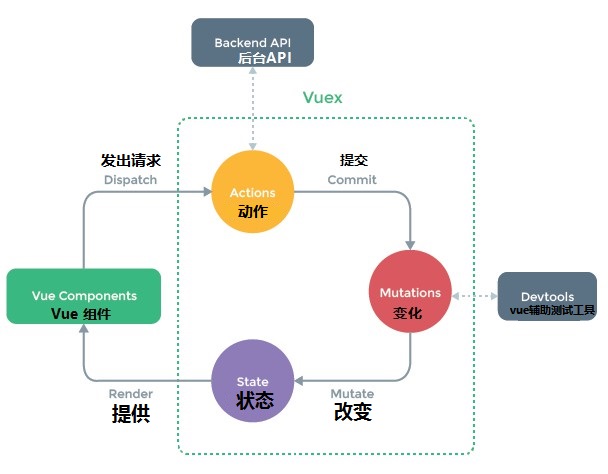 Backend API
后台API
Vuex
发出请求
Dispatch
提交
Commit
Actions
动作
Vue Components
Vue 组件
Mutations
变化
Devtools
vue辅助测试工具
State
状态
Render
提供
Mutate
改变